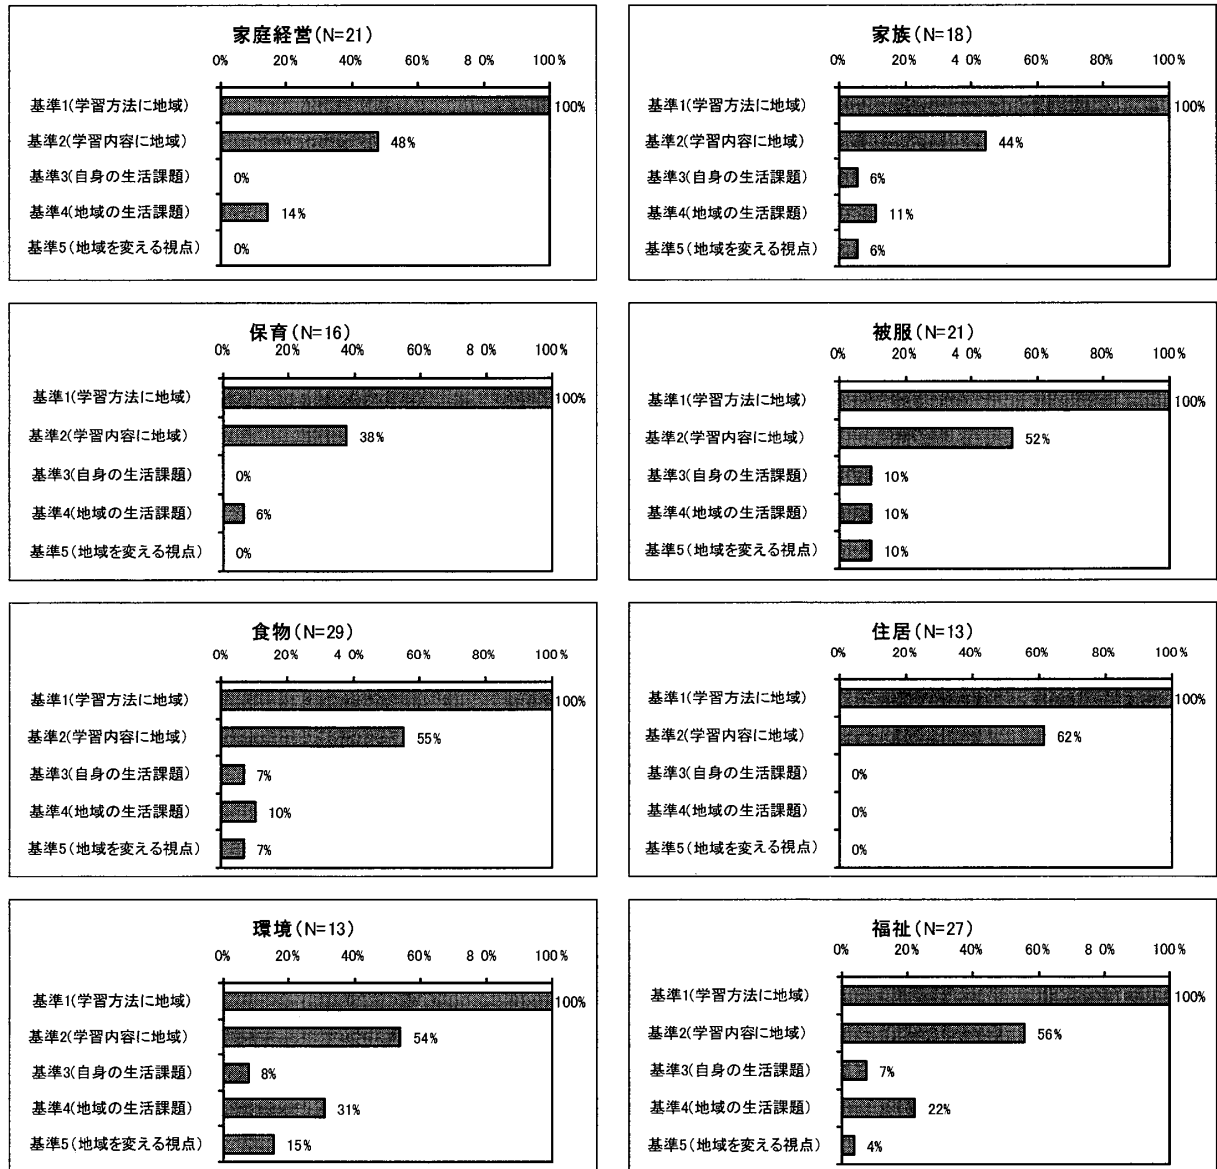 家庭経営(N=21)
0% 20% 40% 60% 80% 100%
基準1(学習方法に地域) 100%
基準2(学習内容に地域) 48%
基準3(自身の生活課題) 0%
基準4(地域の生活課題) 14%
基準5(地域を変える視点) 0%
家族(N=18)
0% 20% 40% 60% 80% 100%
基準1(学習方法に地域) 100%
基準2(学習内容に地域) 44%
基準3(自身の生活課題) 6%
基準4(地域の生活課題) 11%
基準5(地域を変える視点) 6%
保育(N=16)
0% 20% 40% 60% 80% 100%
基準1(学習方法に地域) 100%
基準2(学習内容に地域) 38%
基準3(自身の生活課題) 0%
基準4(地域の生活課題) 6%
基準5(地域を変える視点) 0%
被服(N=21)
0% 20% 40% 60% 80% 100%
基準1(学習方法に地域) 100%
基準2(学習内容に地域) 52%
基準3(自身の生活課題) 10%
基準4(地域の生活課題) 10%
基準5(地域を変える視点) 10%
食物(N=29)
0% 20% 40% 60% 80% 100%
基準1(学習方法に地域) 100%
基準2(学習内容に地域) 55%
基準3(自身の生活課題) 7%
基準4(地域の生活課題) 10%
基準5(地域を変える視点) 7%
住居(N=13)
0% 20% 40% 60% 80% 100%
基準1(学習方法に地域) 100%
基準2(学習内容に地域) 62%
基準3(自身の生活課題) 0%
基準4(地域の生活課題) 0%
基準5(地域を変える視点) 0%
環境(N=13)
0% 20% 40% 60% 80% 100%
基準1(学習方法に地域) 100%
基準2(学習内容に地域) 54%
基準3(自身の生活課題) 8%
基準4(地域の生活課題) 31%
基準5(地域を変える視点) 15%
福祉(N=27)
0% 20% 40% 60% 80% 100%
基準1(学習方法に地域) 100%
基準2(学習内容に地域) 56%
基準3(自身の生活課題) 7%
基準4(地域の生活課題) 22%
基準5(地域を変える視点) 4%